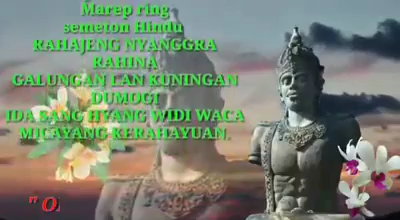 Marep ring
semeton Hindu
RAHAJENG NYANGGRA
RAHINA
GALUNGAN LAN KUNINGAN
DUMOGI
IDA SANG HYANG WIDI WACA
MICAYANG KERAHAYUAN.
" O.